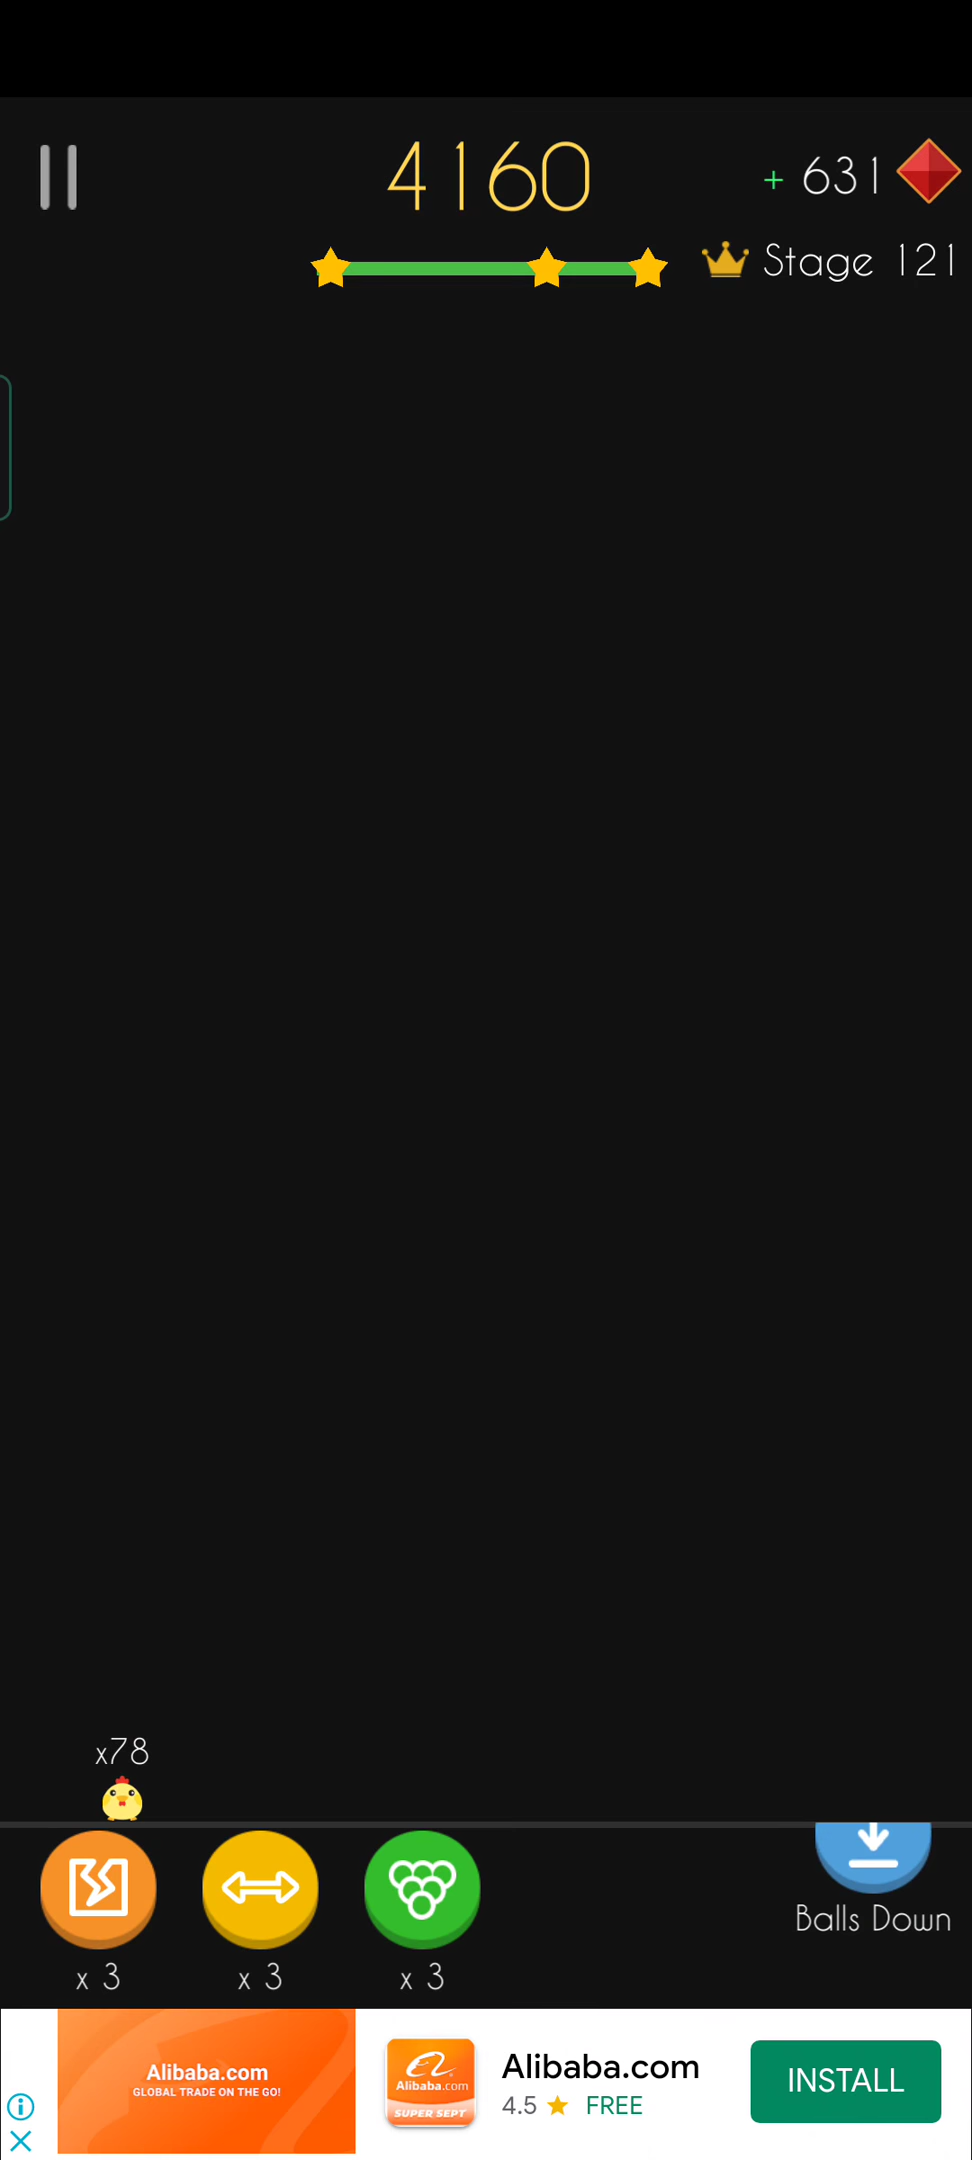 4160
+ 631
Stage 121
x78
Balls Down
x 3
x 3
x 3
Alibaba.com
GLOBAL TRADE ON THE GO!
Alibaba.com
SUPER SEPT
Alibaba.com
4.5 FREE
INSTALL